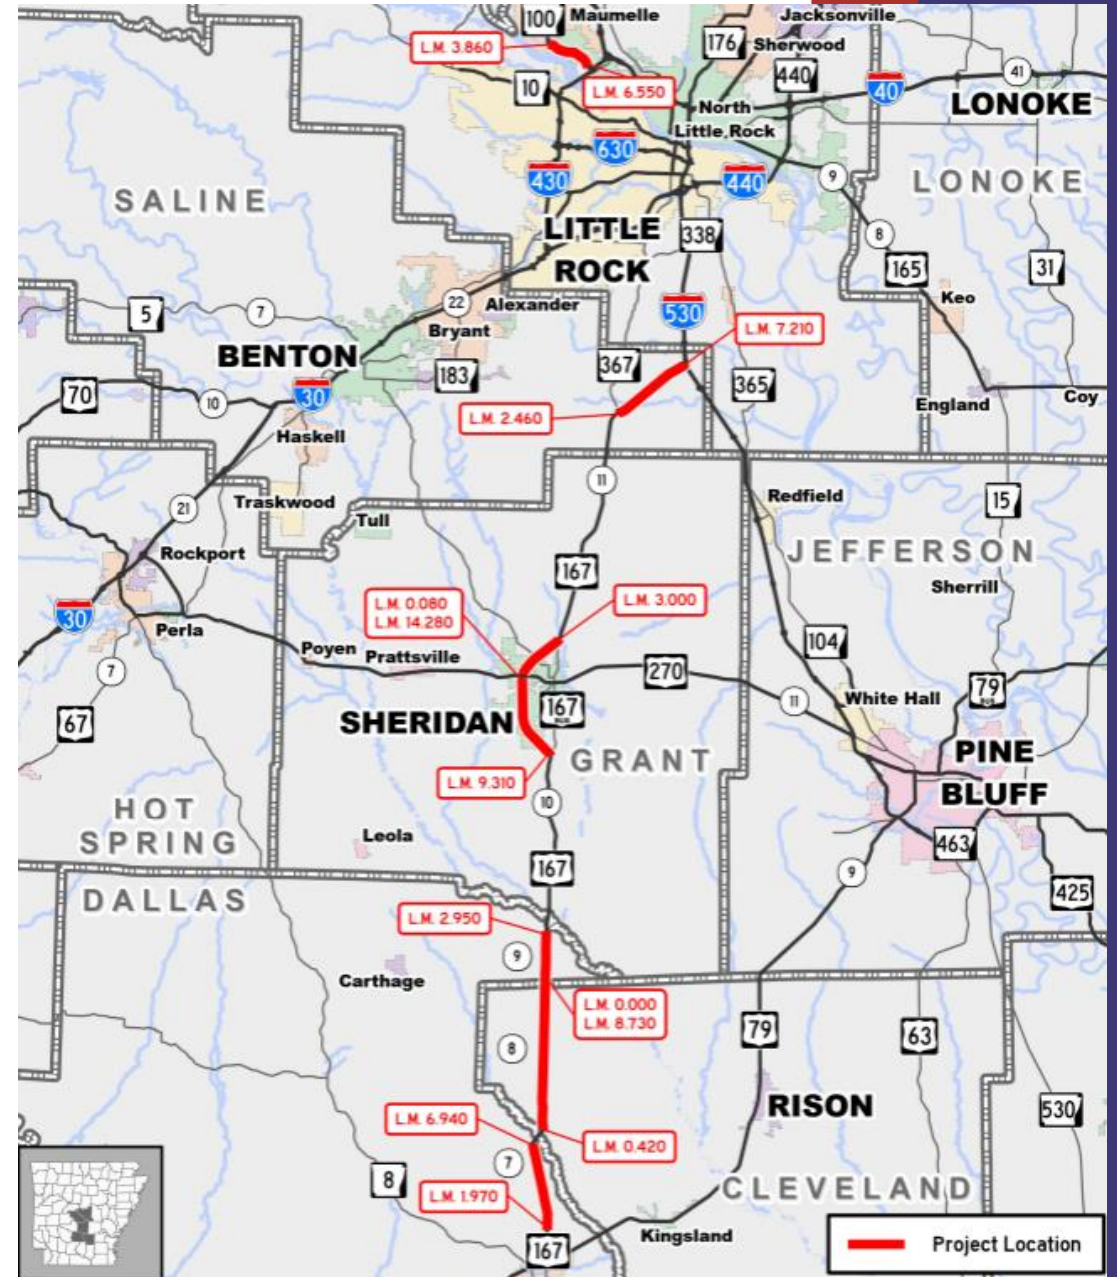 100
Maumelle
Jacksonville
L.M. 3.860
176
Sherwood
440
41
10
L.M. 6.550
40
North
Little Rock
LONOKE
630
430
440
9
SALINE
LONOKE
LITTLE
ROCK
338
8
165
31
5
7
22
Alexander
530
Keo
Bryant
L.M. 7.210
BENTON
183
367
365
70
10
30
L.M. 2.460
England
Coy
Haskell
11
21
Traskwood
Tull
Redfield
15
Rockport
JEFFERSON
167
Sherrill
L.M. 0.080
L.M. 14.280
L.M. 3.000
30
Perla
104
7
Poyen
Prattsville
270
79
BUS
67
SHERIDAN
167
BUS
11
White Hall
GRANT
PINE
BLUFF
L.M. 9.310
10
HOT
SPRING
Leola
167
463
9
425
DALLAS
L.M. 2.950
9
Carthage
L.M. 0.000
L.M. 8.730
79
63
8
RISON
530
L.M. 6.940
L.M. 0.420
7
8
L.M. 1.970
CLEVELAND
Kingsland
167
Project Location